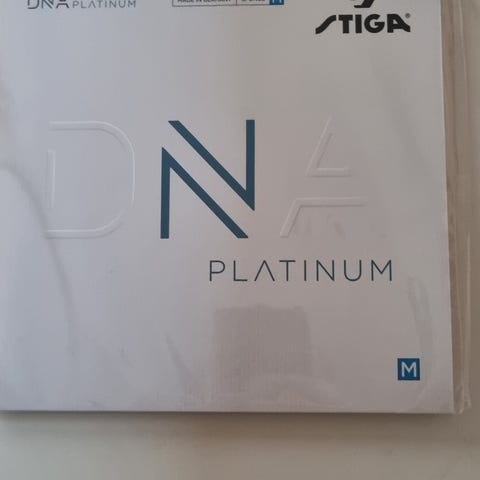 DNA PLATINUM
MADE IN GERMANY
M
STIGA®
DNA
PLATINUM
M